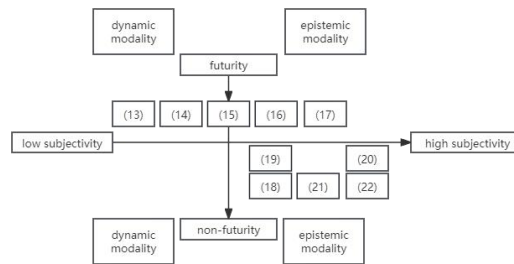 dynamic modality
epistemic modality
futurity
(13) (14) (15) (16) (17)
low subjectivity
high subjectivity
(19) (20)
(18) (21) (22)
dynamic modality
non-futurity
epistemic modality